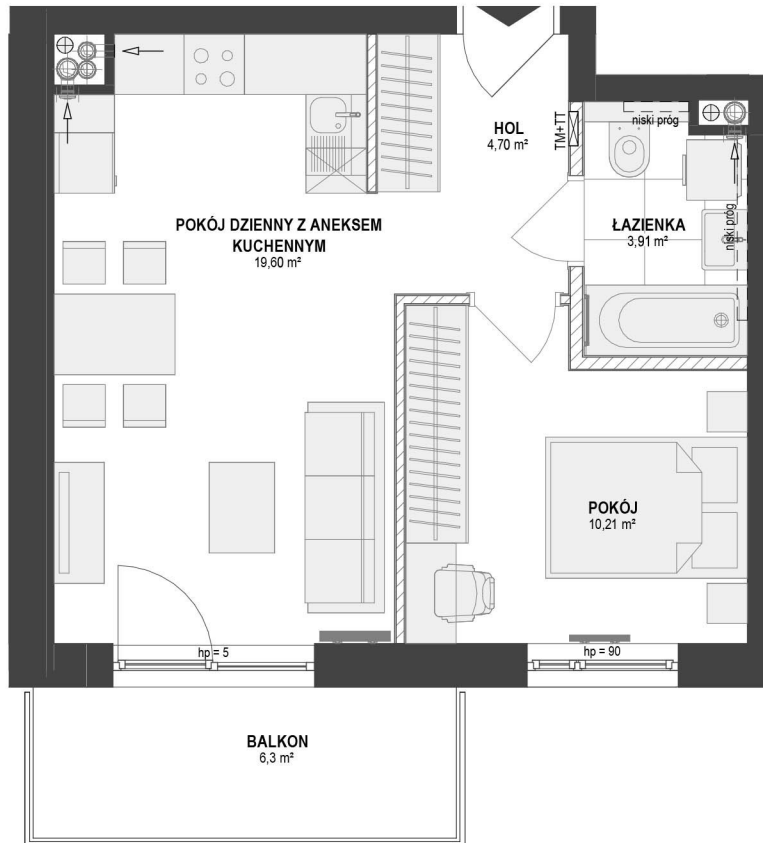 HOL
4,70 m²
TM+TT
niski próg
ŁAZIENKA
3,91 m²
niski próg
POKÓJ DZIENNY Z ANEKSEM
KUCHENNYM
19,60 m²
POKÓJ
10,21 m²
hp = 5
hp = 90
BALKON
6,3 m²